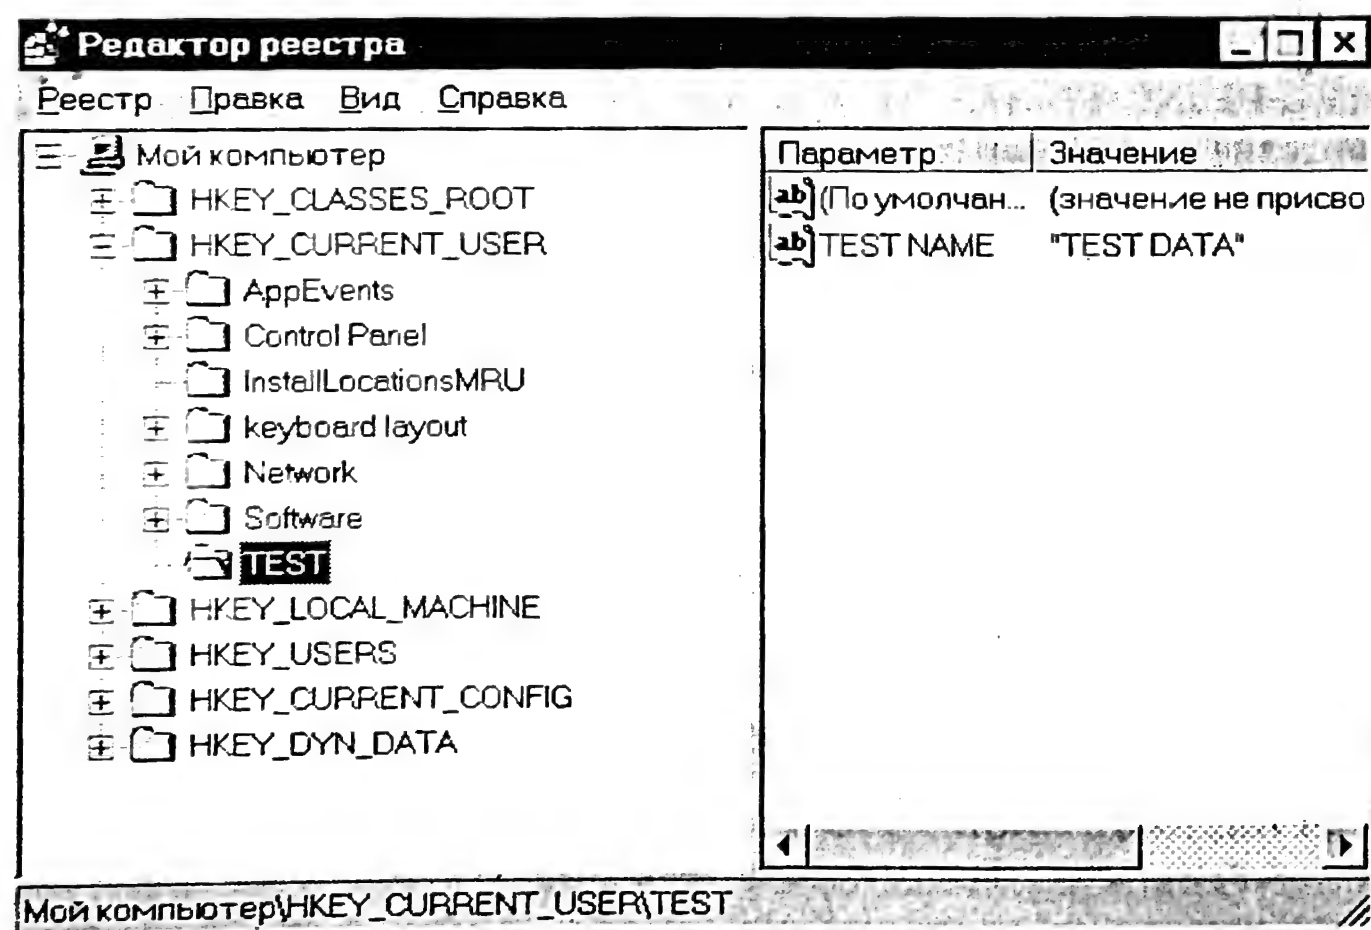 Редактор реестра
Реестр Правка Вид Справка
Мой компьютер
HKEY_CLASSES_ROOT
HKEY_CURRENT_USER
AppEvents
Control Panel
InstallLocationsMRU
keyboard layout
Network
Software
TEST
HKEY_LOCAL_MACHINE
HKEY_USERS
HKEY_CURRENT_CONFIG
HKEY_DYN_DATA
Параметр Значение
(По умолчан... (значение не присво
TEST NAME "TEST DATA"
Мой компьютер\HKEY_CURRENT_USER\TEST